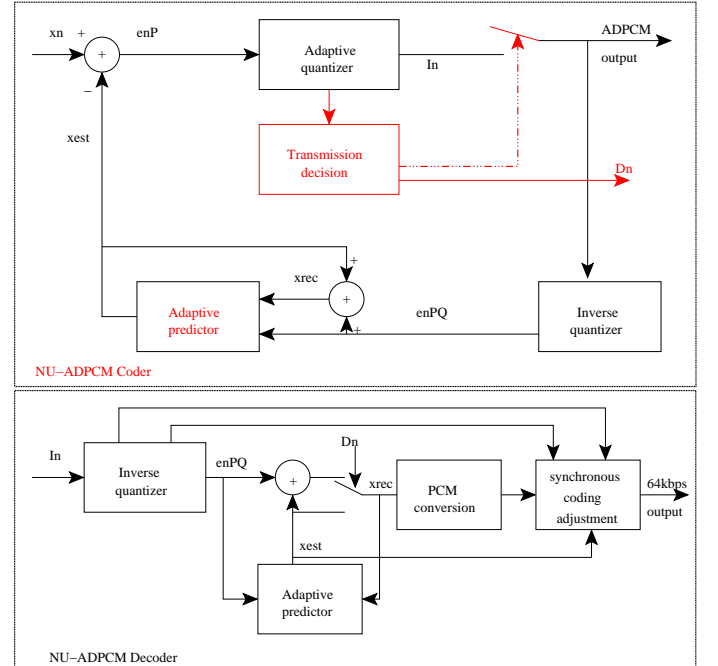 xn
+
+
−
enP
Adaptive
quantizer
In
ADPCM
output
xest
Transmission
decision
Dn
+
xrec
+
+
Adaptive
predictor
enPQ
Inverse
quantizer
NU−ADPCM Coder
In
Inverse
quantizer
enPQ
+
Dn
xrec
PCM
conversion
synchronous
coding
adjustment
64kbps
output
xest
Adaptive
predictor
NU−ADPCM Decoder